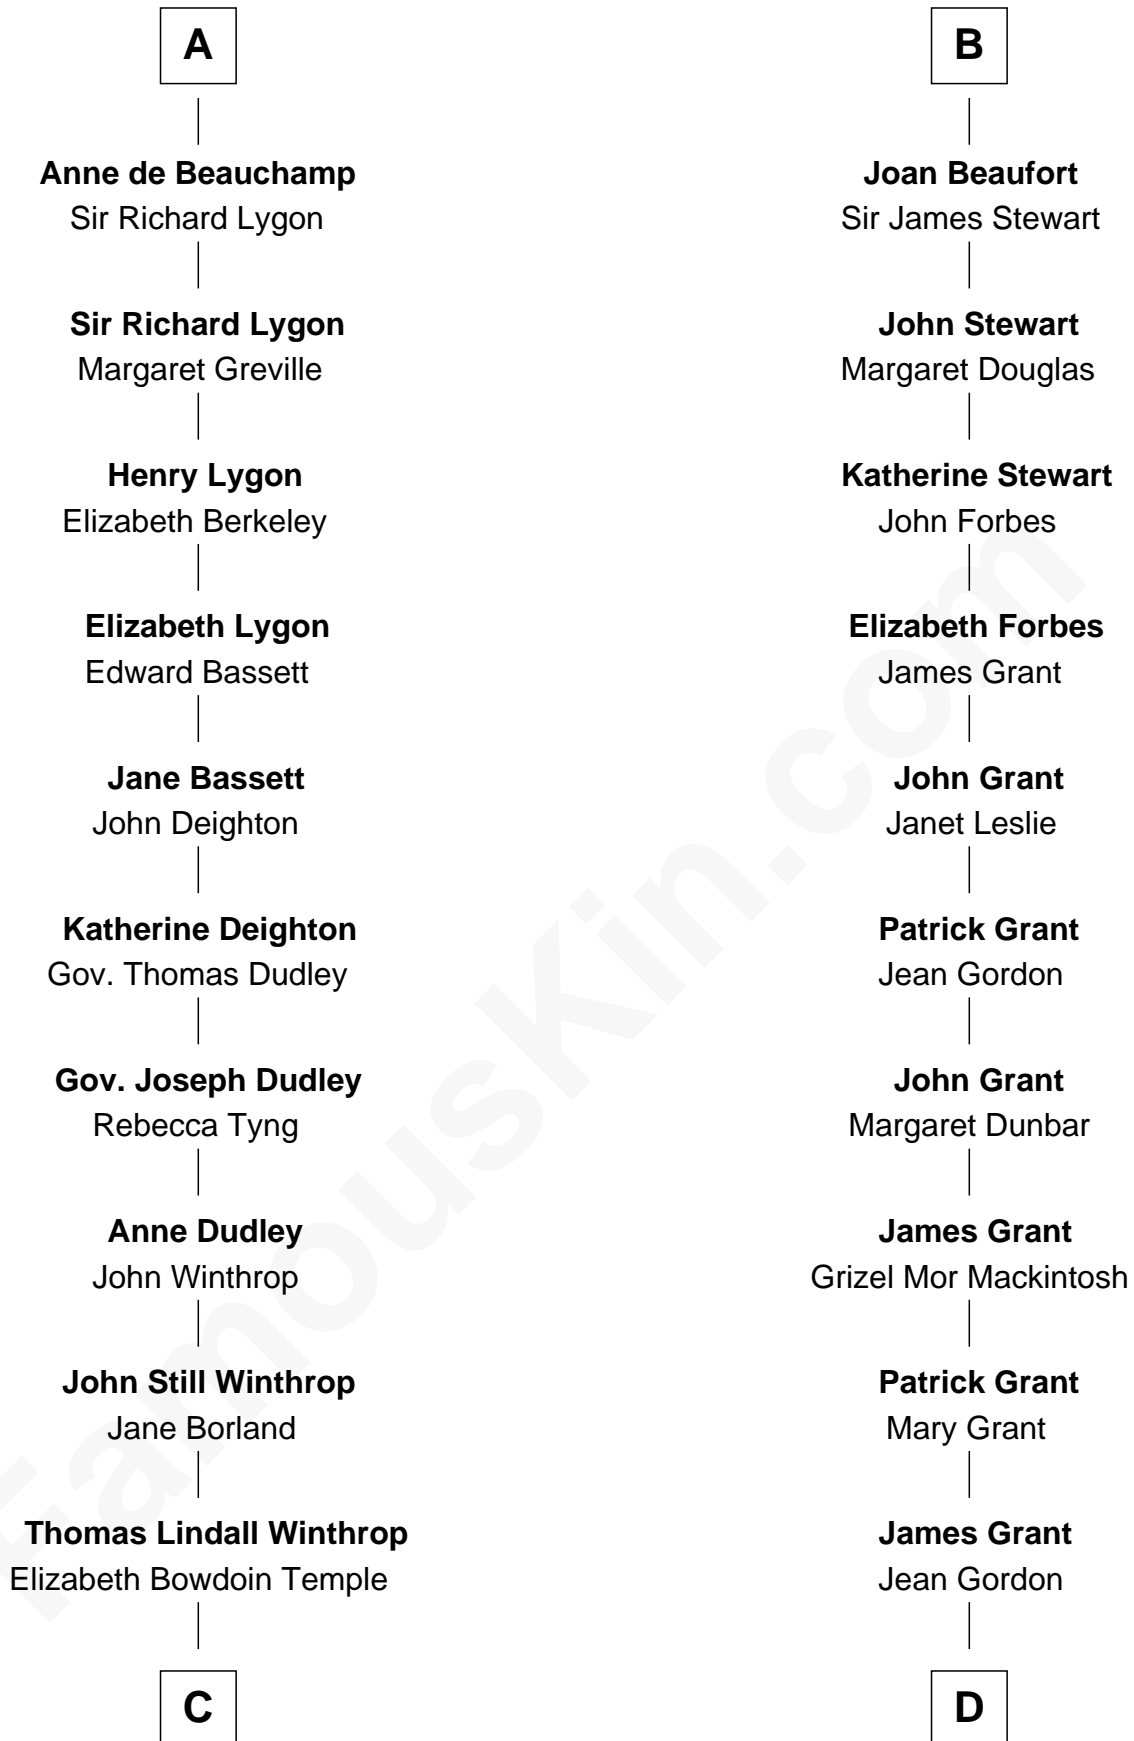 A
Anne de Beauchamp
Sir Richard Lygon
Sir Richard Lygon
Margaret Greville
Henry Lygon
Elizabeth Berkeley
Elizabeth Lygon
Edward Bassett
Jane Bassett
John Deighton
Katherine Deighton
Gov. Thomas Dudley
Gov. Joseph Dudley
Rebecca Tyng
Anne Dudley
John Winthrop
John Still Winthrop
Jane Borland
Thomas Lindall Winthrop
Elizabeth Bowdoin Temple
C
B
Joan Beaufort
Sir James Stewart
John Stewart
Margaret Douglas
Katherine Stewart
John Forbes
Elizabeth Forbes
James Grant
John Grant
Janet Leslie
Patrick Grant
Jean Gordon
John Grant
Margaret Dunbar
James Grant
Grizel Mor Mackintosh
Patrick Grant
Mary Grant
James Grant
Jean Gordon
D
FamousKin.com